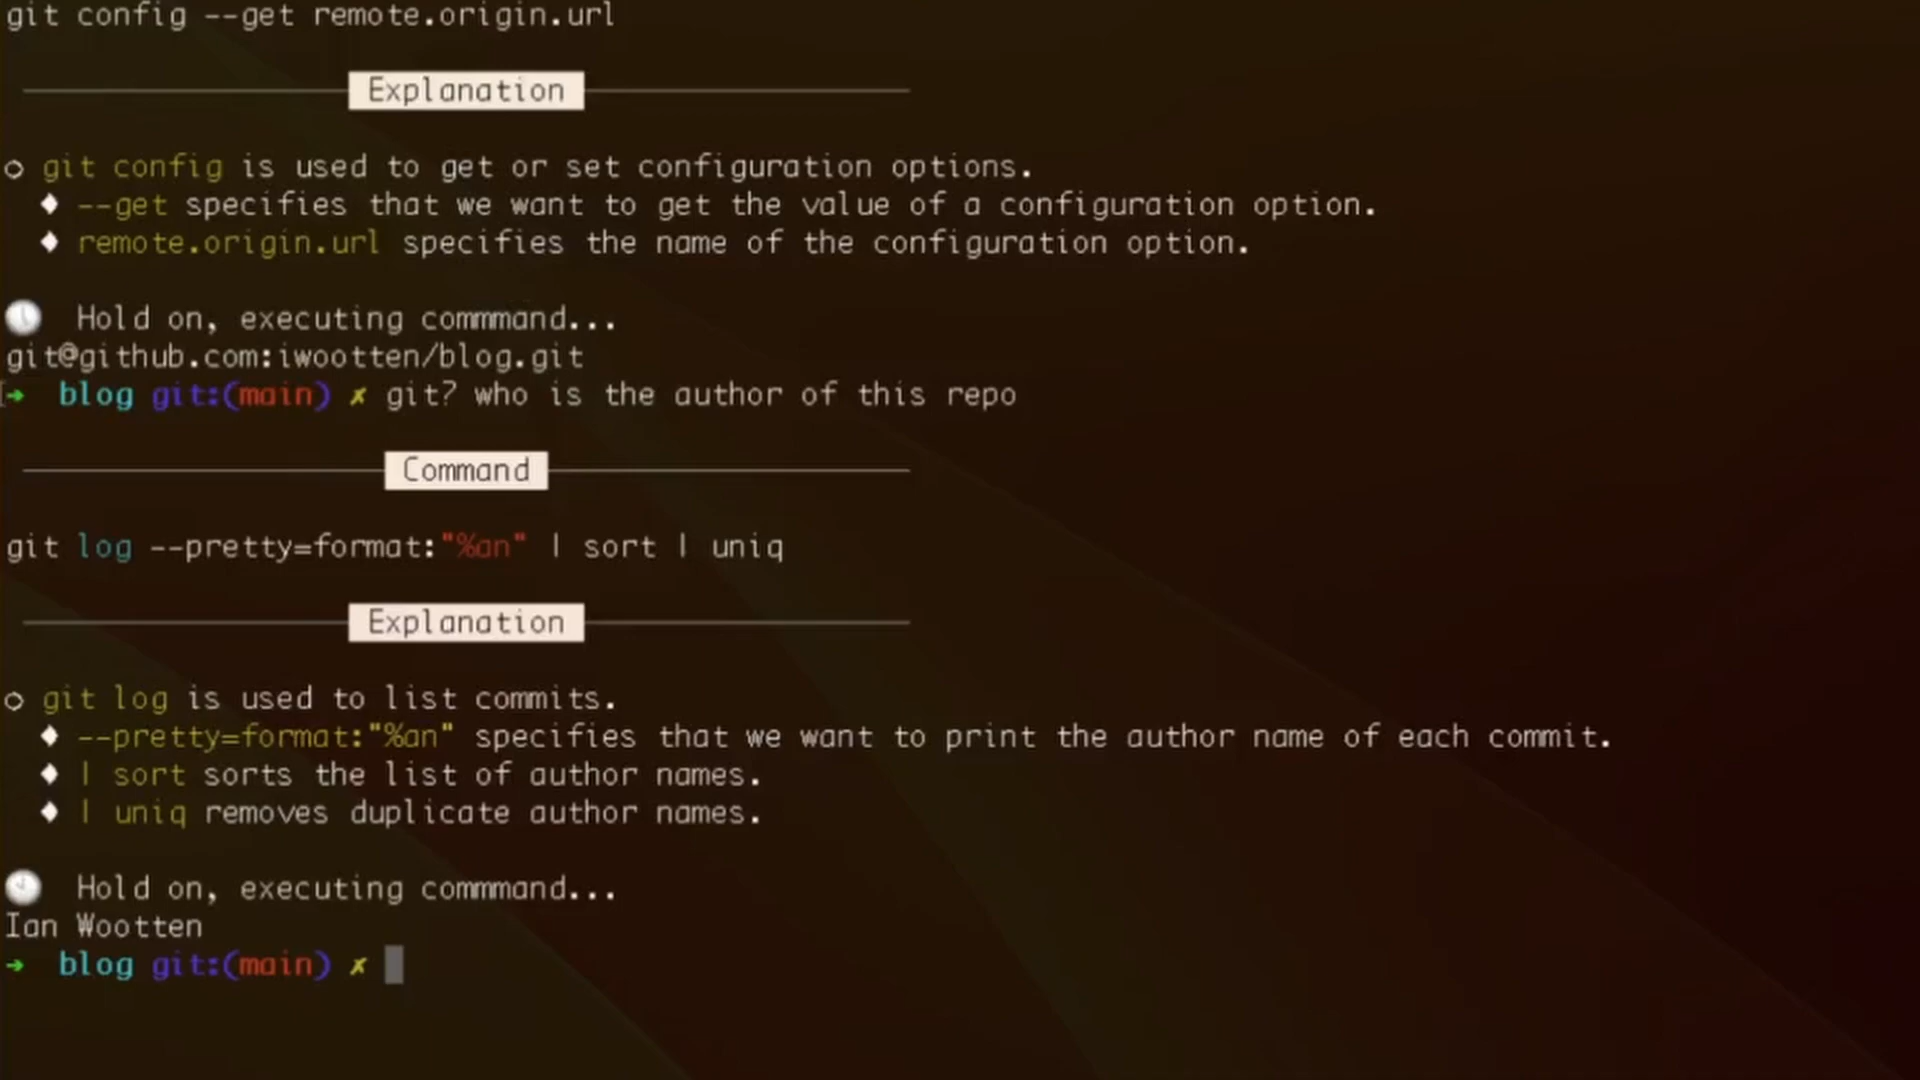 git config --get remote.origin.url
Explanation
git config is used to get or set configuration options.
--get specifies that we want to get the value of a configuration option.
remote.origin.url specifies the name of the configuration option.
Hold on, executing commmand...
git@github.com:iwootten/blog.git
→ blog git:(main) ✗ git? who is the author of this repo
Command
git log --pretty=format:"%an" | sort | uniq
Explanation
git log is used to list commits.
--pretty=format:"%an" specifies that we want to print the author name of each commit.
| sort sorts the list of author names.
| uniq removes duplicate author names.
Hold on, executing commmand...
Ian Wootten
→ blog git:(main) ✗